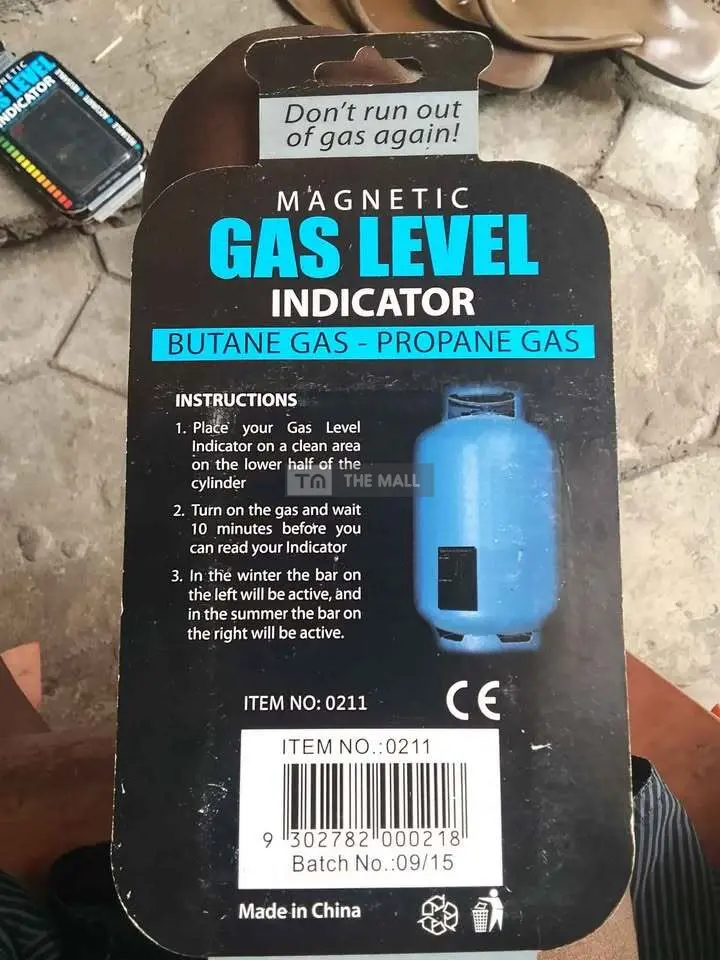 NETIC
S LEVEL
INDICATOR
Don't run out
of gas again!
MAGNETIC
GAS LEVEL
INDICATOR
BUTANE GAS - PROPANE GAS
INSTRUCTIONS
1. Place your Gas Level
Indicator on a clean area
on the lower half of the
cylinder
2. Turn on the gas and wait
10 minutes before you
can read your Indicator
3. In the winter the bar on
the left will be active, and
in the summer the bar on
the right will be active.
TM THE MALL
ITEM NO: 0211
CE
ITEM NO.:0211
9 302782 000218
Batch No.:09/15
Made in China